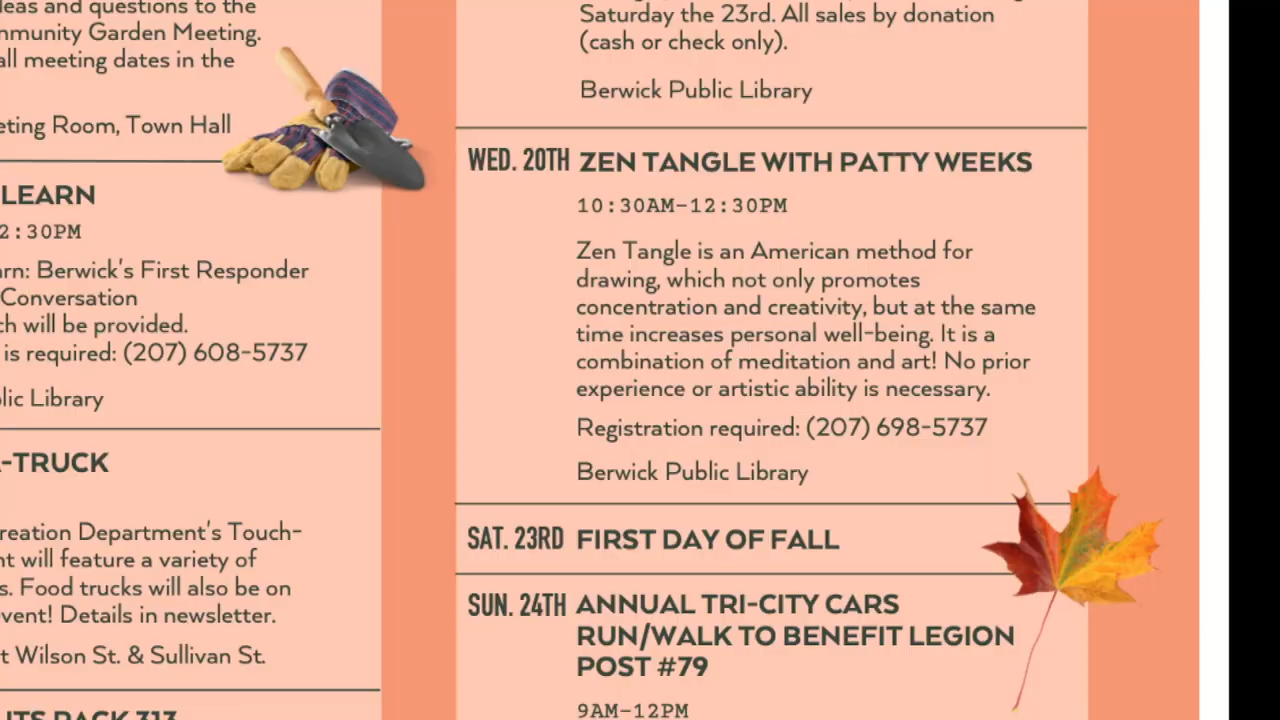 leas and questions to the
mmunity Garden Meeting.
all meeting dates in the
eting Room, Town Hall
LEARN
2:30PM
arn: Berwick's First Responder
Conversation
ch will be provided.
is required: (207) 608-5737
lic Library
-TRUCK
creation Department's Touch-
nt will feature a variety of
s. Food trucks will also be on
event! Details in newsletter.
t Wilson St. & Sullivan St.
Saturday the 23rd. All sales by donation
(cash or check only).
Berwick Public Library
WED. 20TH ZEN TANGLE WITH PATTY WEEKS
10:30AM-12:30PM
Zen Tangle is an American method for
drawing, which not only promotes
concentration and creativity, but at the same
time increases personal well-being. It is a
combination of meditation and art! No prior
experience or artistic ability is necessary.
Registration required: (207) 698-5737
Berwick Public Library
SAT. 23RD FIRST DAY OF FALL
SUN. 24TH ANNUAL TRI-CITY CARS
RUN/WALK TO BENEFIT LEGION
POST #79
9AM-12PM